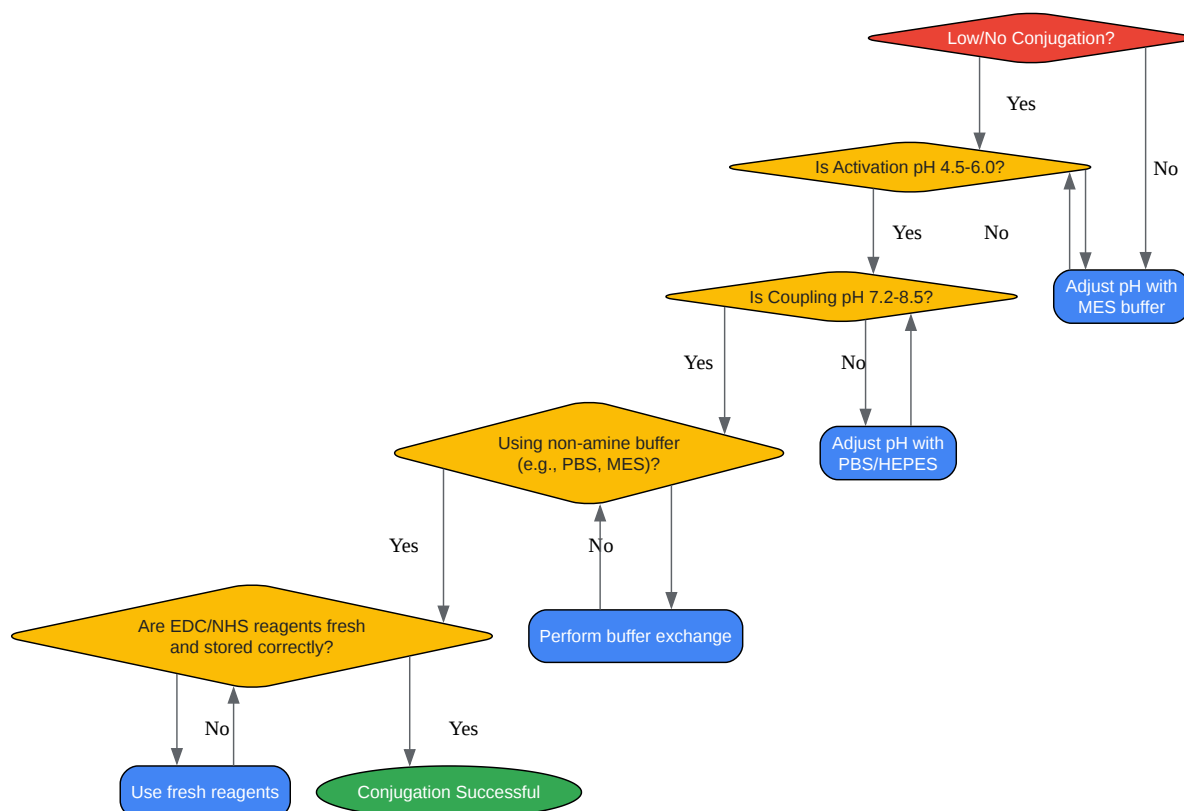 Low/No Conjugation?
Yes
Is Activation pH 4.5-6.0?
No
Yes
No
Is Coupling pH 7.2-8.5?
Adjust pH with
MES buffer
Yes
No
Using non-amine buffer
(e.g., PBS, MES)?
Adjust pH with
PBS/HEPES
Yes
No
Are EDC/NHS reagents fresh
and stored correctly?
Perform buffer exchange
No
Yes
Use fresh reagents
Conjugation Successful